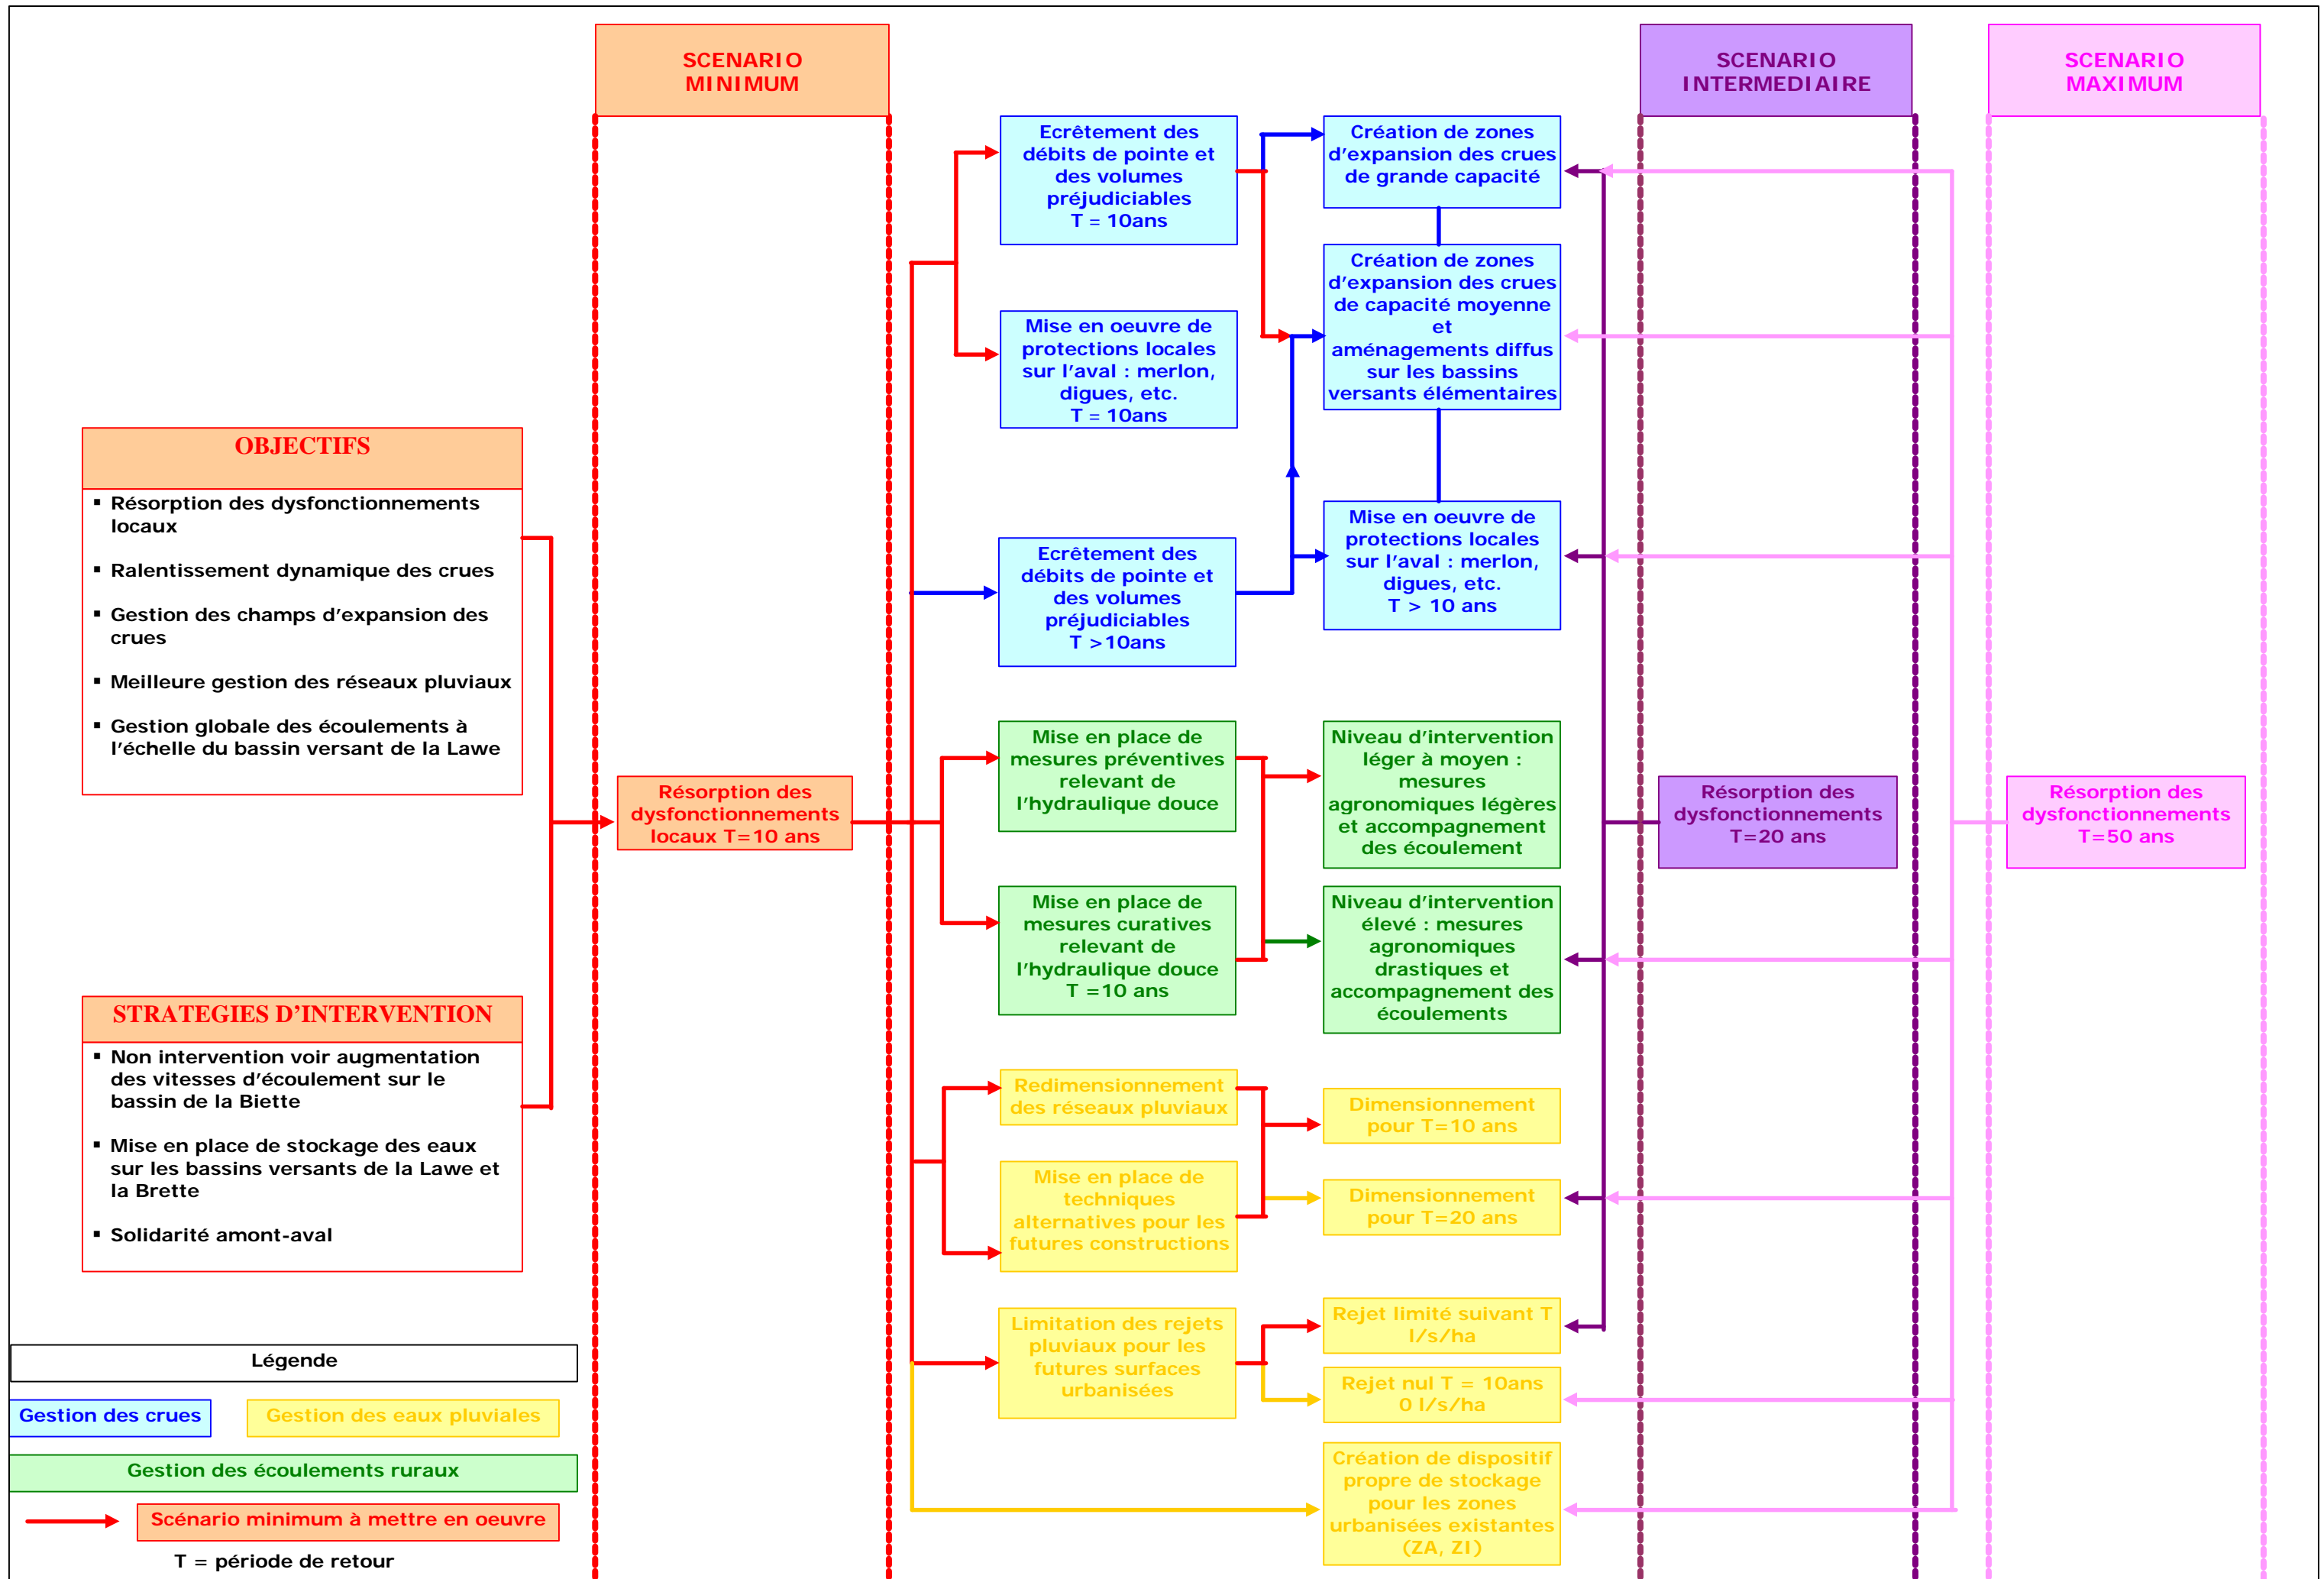 SCENARIO
MINIMUM
SCENARIO
INTERMEDIAIRE
SCENARIO
MAXIMUM
OBJECTIFS
▪ Résorption des dysfonctionnements
locaux
▪ Ralentissement dynamique des crues
▪ Gestion des champs d'expansion des
crues
▪ Meilleure gestion des réseaux pluviaux
▪ Gestion globale des écoulements à
l'échelle du bassin versant de la Lawe
STRATEGIES D'INTERVENTION
▪ Non intervention voir augmentation
des vitesses d'écoulement sur le
bassin de la Biette
▪ Mise en place de stockage des eaux
sur les bassins versants de la Lawe et
la Brette
▪ Solidarité amont-aval
Résorption des
dysfonctionnements
locaux T=10 ans
Ecrêtement des
débits de pointe et
des volumes
préjudiciables
T = 10ans
Mise en oeuvre de
protections locales
sur l'aval : merlon,
digues, etc.
T = 10ans
Ecrêtement des
débits de pointe et
des volumes
préjudiciables
T >10ans
Mise en place de
mesures préventives
relevant de
l'hydraulique douce
Mise en place de
mesures curatives
relevant de
l'hydraulique douce
T =10 ans
Redimensionnement
des réseaux pluviaux
Mise en place de
techniques
alternatives pour les
futures constructions
Limitation des rejets
pluviaux pour les
futures surfaces
urbanisées
Création de zones
d'expansion des crues
de grande capacité
Création de zones
d'expansion des crues
de capacité moyenne
et
aménagements diffus
sur les bassins
versants élémentaires
Mise en oeuvre de
protections locales
sur l'aval : merlon,
digues, etc.
T > 10 ans
Niveau d'intervention
léger à moyen :
mesures
agronomiques légères
et accompagnement
des écoulement
Niveau d'intervention
élevé : mesures
agronomiques
drastiques et
accompagnement des
écoulements
Dimensionnement
pour T=10 ans
Dimensionnement
pour T=20 ans
Rejet limité suivant T
l/s/ha
Rejet nul T = 10ans
0 l/s/ha
Création de dispositif
propre de stockage
pour les zones
urbanisées existantes
(ZA, ZI)
Résorption des
dysfonctionnements
T=20 ans
Résorption des
dysfonctionnements
T=50 ans
Légende
Gestion des crues
Gestion des eaux pluviales
Gestion des écoulements ruraux
Scénario minimum à mettre en oeuvre
T = période de retour